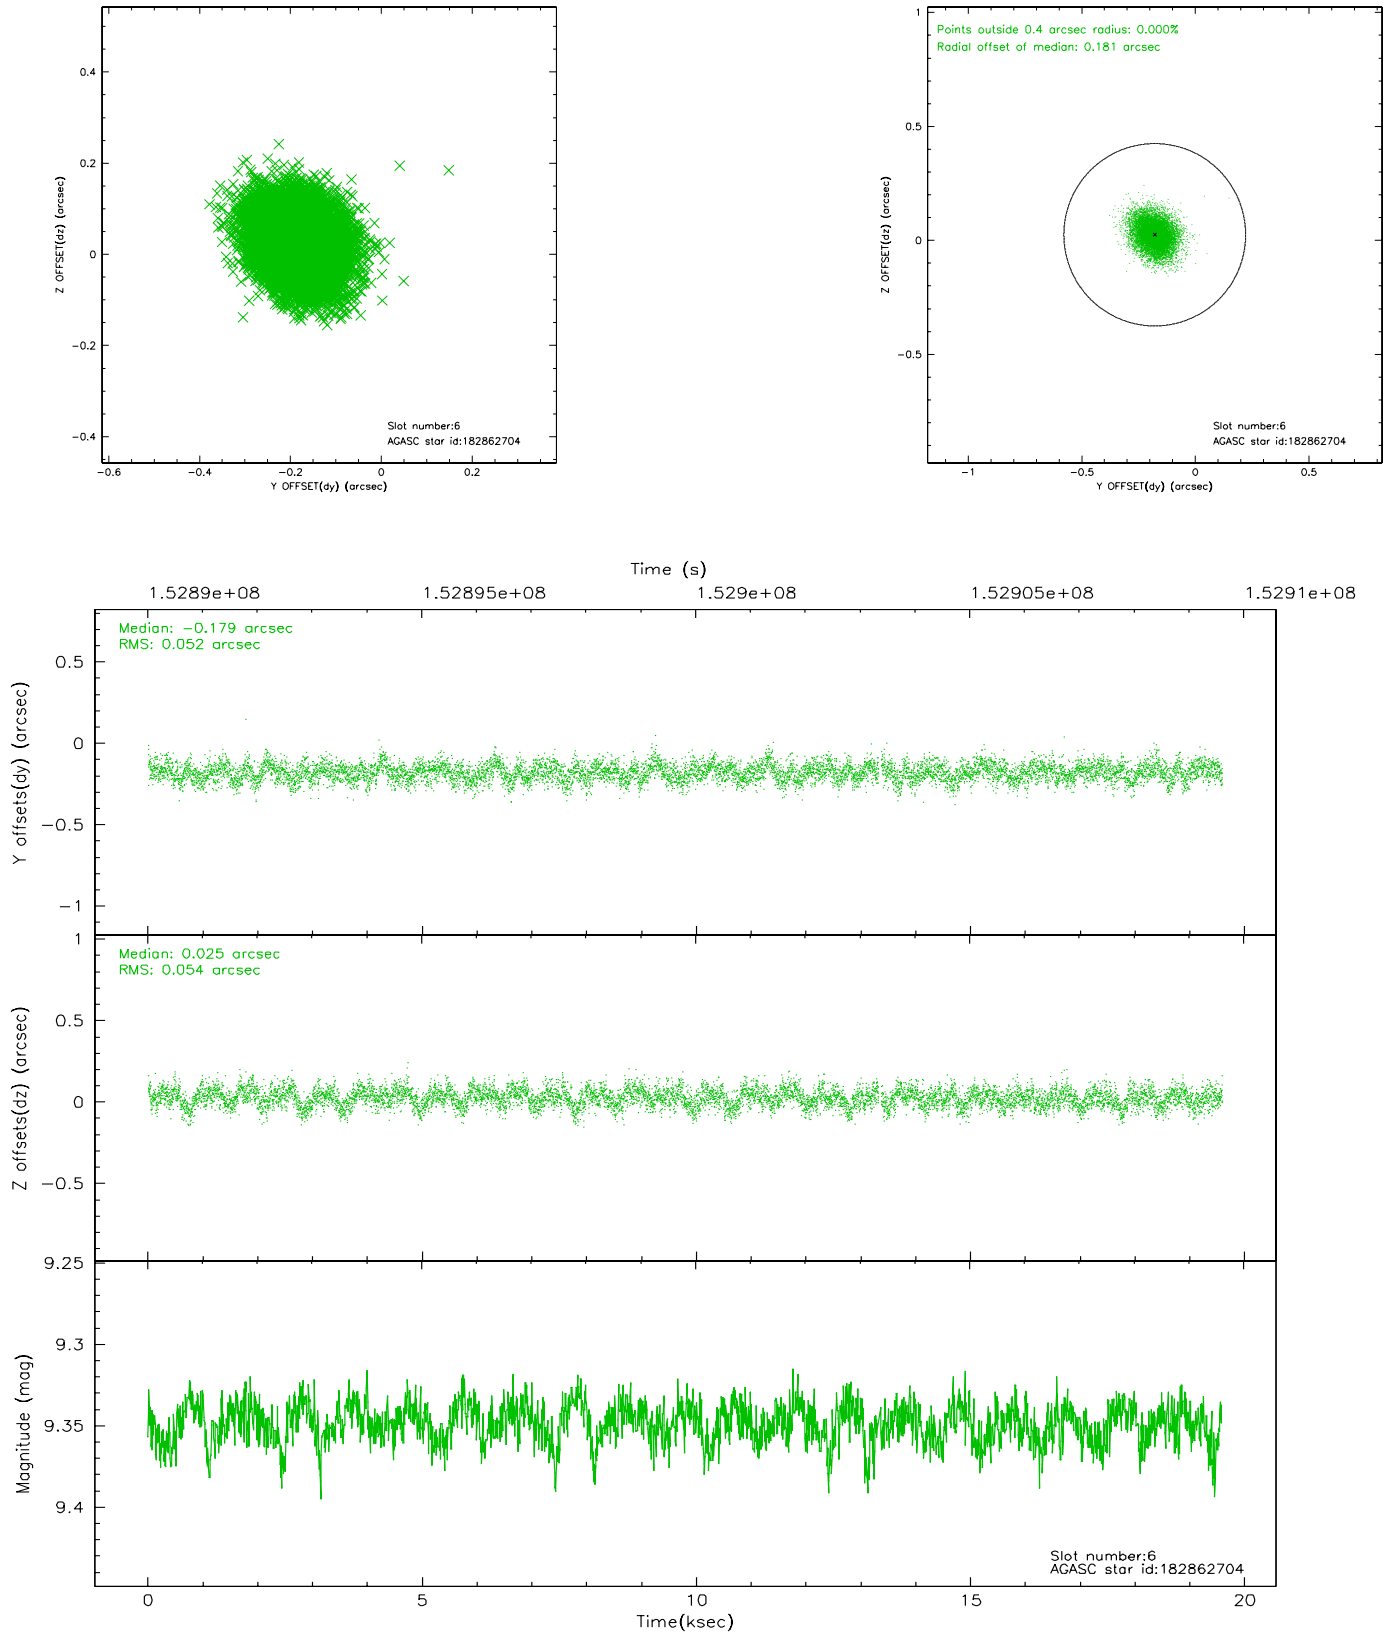 0.4
0.2
0
−0.2
−0.4
Z OFFSET(dz) (arcsec)
Slot number:6
AGASC star id:182862704
−0.6
−0.4
−0.2
0
0.2
Y OFFSET(dy) (arcsec)
Points outside 0.4 arcsec radius: 0.000%
Radial offset of median: 0.181 arcsec
1
0.5
0
−0.5
Z OFFSET(dz) (arcsec)
Slot number:6
AGASC star id:182862704
−1
−0.5
0
0.5
Y OFFSET(dy) (arcsec)
Time (s)
1.5289e+08
1.52895e+08
1.529e+08
1.52905e+08
1.5291e+08
Median: −0.179 arcsec
RMS: 0.052 arcsec
0.5
0
−0.5
−1
Y offsets(dy) (arcsec)
Median: 0.025 arcsec
RMS: 0.054 arcsec
1
0.5
0
−0.5
Z offsets(dz) (arcsec)
9.25
9.3
9.35
9.4
Magnitude (mag)
Slot number:6
AGASC star id:182862704
0
5
10
15
20
Time(ksec)